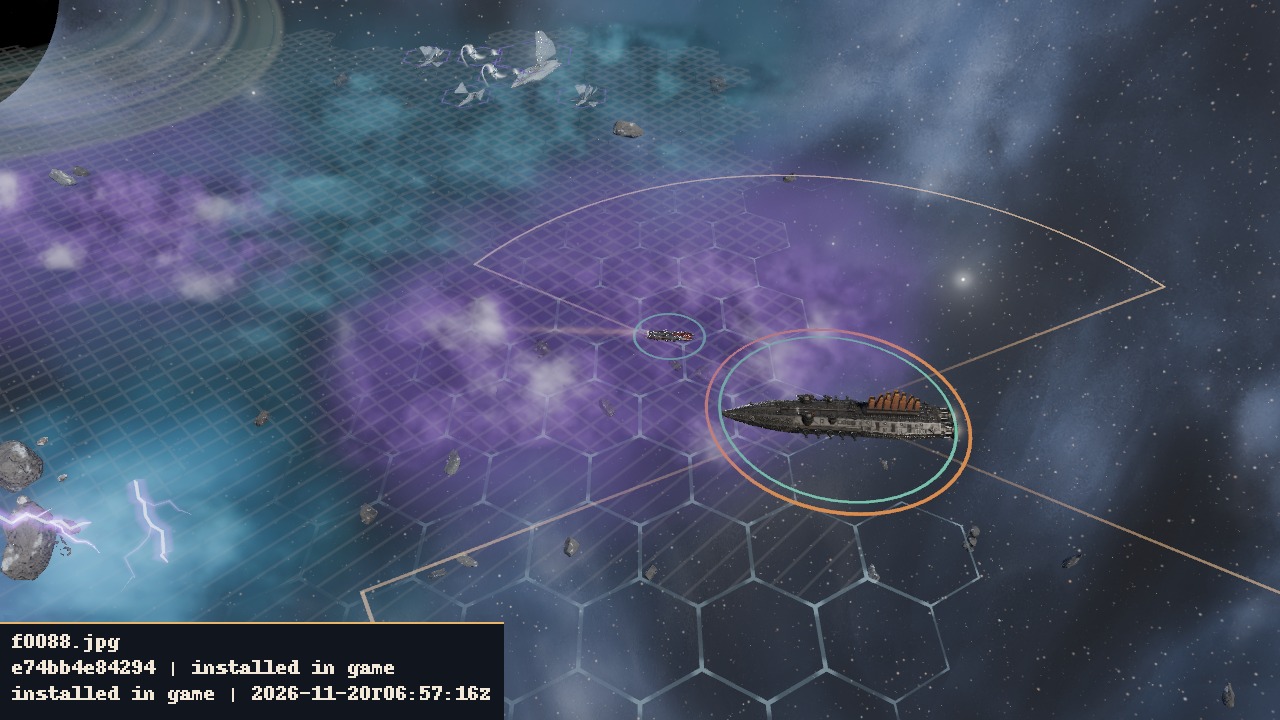 f0088.jpg
e74bb4e84294 | installed in game
installed in game | 2026-11-20T06:57:16Z